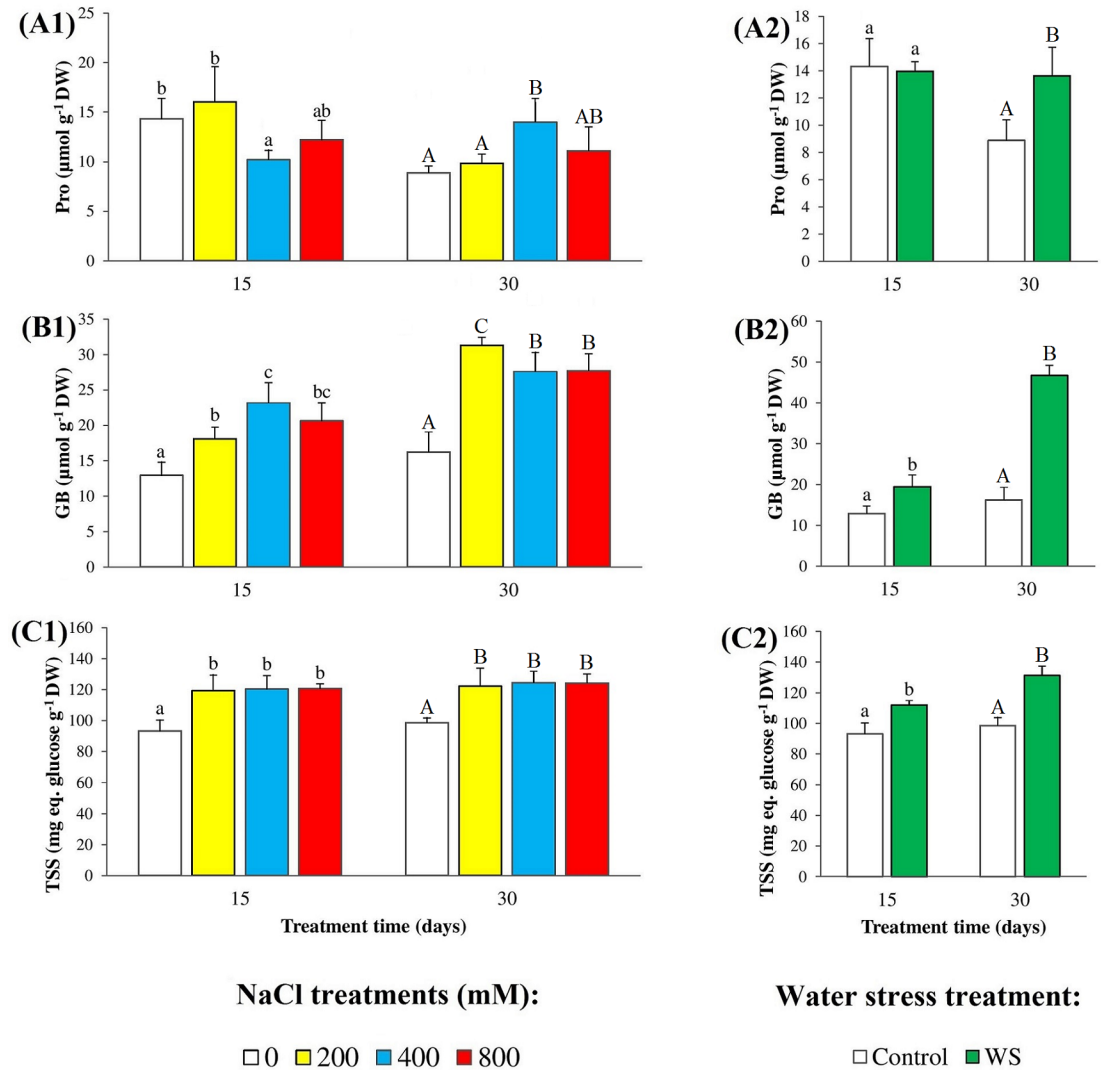 (A1)
Pro (µmol g-1 DW)
25
20
15
10
5
0
b
b
a
ab
A
A
B
AB
15
30
(A2)
Pro (µmol g-1 DW)
18
16
14
12
10
8
6
4
2
0
a
a
A
B
15
30
(B1)
GB (µmol g-1 DW)
35
30
25
20
15
10
5
0
a
b
c
bc
A
C
B
B
15
30
(B2)
GB (µmol g-1 DW)
60
50
40
30
20
10
0
a
b
A
B
15
30
(C1)
TSS (mg eq. glucose g-1 DW)
160
140
120
100
80
60
40
20
0
a
b
b
b
A
B
B
B
15
30
Treatment time (days)
(C2)
TSS (mg eq. glucose g-1 DW)
160
140
120
100
80
60
40
20
0
a
b
A
B
15
30
Treatment time (days)
NaCl treatments (mM):
0 200 400 800
Water stress treatment:
Control WS